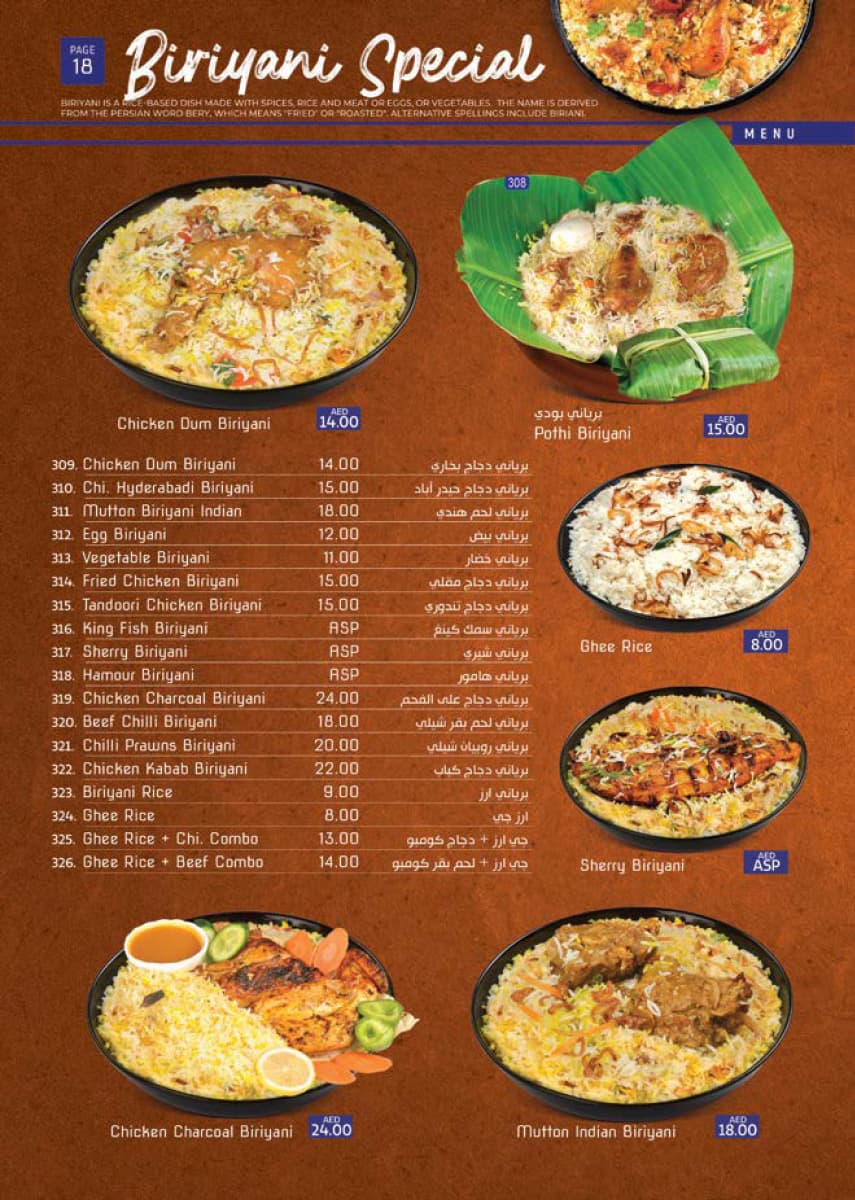 PAGE
18
Biriyani Special
BIRIYANI IS A RICE-BASED DISH MADE WITH SPICES, RICE AND MEAT OR EGGS, OR VEGETABLES. THE NAME IS DERIVED
FROM THE PERSIAN WORD BERY, WHICH MEANS "FRIED" OR "ROASTED". ALTERNATIVE SPELLINGS INCLUDE BIRIANI.
MENU
308
Chicken Dum Biriyani
AED
14.00
برياني بودي
Pothi Biriyani
AED
15.00
309. Chicken Dum Biriyani 14.00 برياني دجاج بخاري
310. Chi. Hyderabadi Biriyani 15.00 برياني دجاج حيدر أباد
311. Mutton Biriyani Indian 18.00 برياني لحم هندي
312. Egg Biriyani 12.00 برياني بيض
313. Vegetable Biriyani 11.00 برياني خضار
314. Fried Chicken Biriyani 15.00 برياني دجاج مقلي
315. Tandoori Chicken Biriyani 15.00 برياني دجاج تندوري
316. King Fish Biriyani ASP برياني سمك كينغ
317. Sherry Biriyani ASP برياني شيري
318. Hamour Biriyani ASP برياني هامور
319. Chicken Charcoal Biriyani 24.00 برياني دجاج على الفحم
320. Beef Chilli Biriyani 18.00 برياني لحم بقر شيلي
321. Chilli Prawns Biriyani 20.00 برياني روبيان شيلي
322. Chicken Kabab Biriyani 22.00 برياني دجاج كباب
323. Biriyani Rice 9.00 برياني ارز
324. Ghee Rice 8.00 ارز جي
325. Ghee Rice + Chi. Combo 13.00 جي ارز + دجاج كومبو
326. Ghee Rice + Beef Combo 14.00 جي ارز + لحم بقر كومبو
Ghee Rice
AED
8.00
Sherry Biriyani
AED
ASP
Chicken Charcoal Biriyani
AED
24.00
Mutton Indian Biriyani
AED
18.00